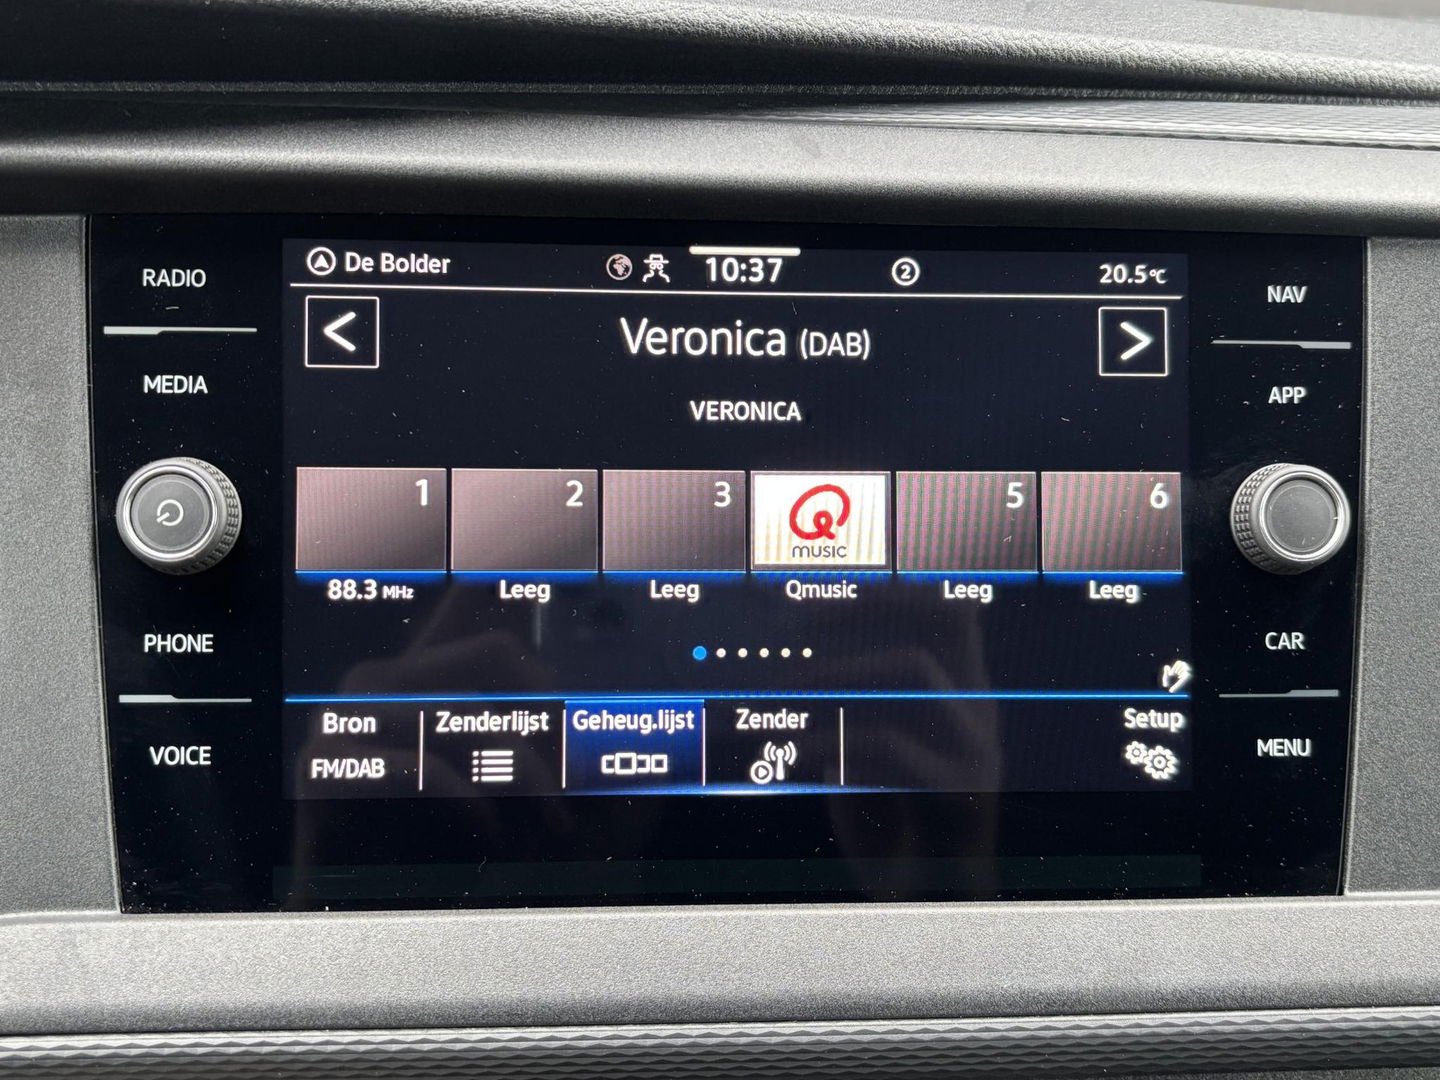 RADIO
MEDIA
PHONE
VOICE
De Bolder
10:37
2
20.5°C
<
Veronica (DAB)
>
VERONICA
1
2
3
MUSIC
5
6
88.3 MHz
Leeg
Leeg
Qmusic
Leeg
Leeg
Bron
FM/DAB
Zenderlijst
Geheug.lijst
Zender
Setup
NAV
APP
CAR
MENU